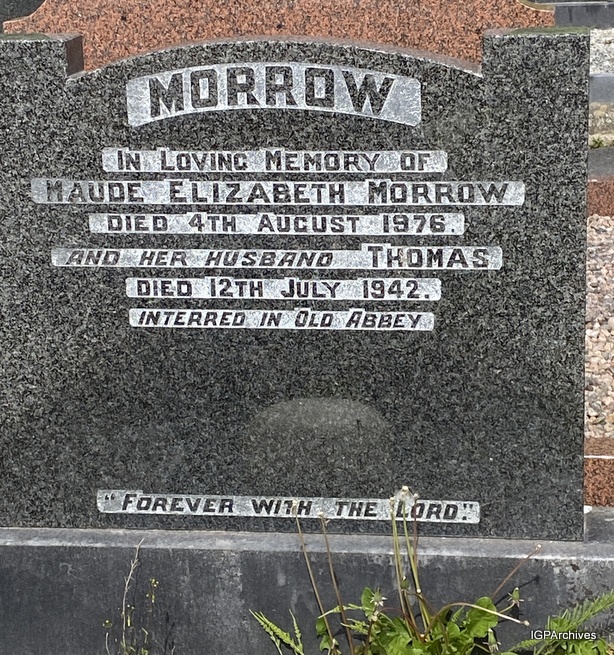 MORROW
IN LOVING MEMORY OF
MAUDE ELIZABETH MORROW
DIED 4TH AUGUST 1976.
AND HER HUSBAND THOMAS
DIED 12TH JULY 1942.
INTERRED IN OLD ABBEY
"FOREVER WITH THE LORD."
IGPArchives